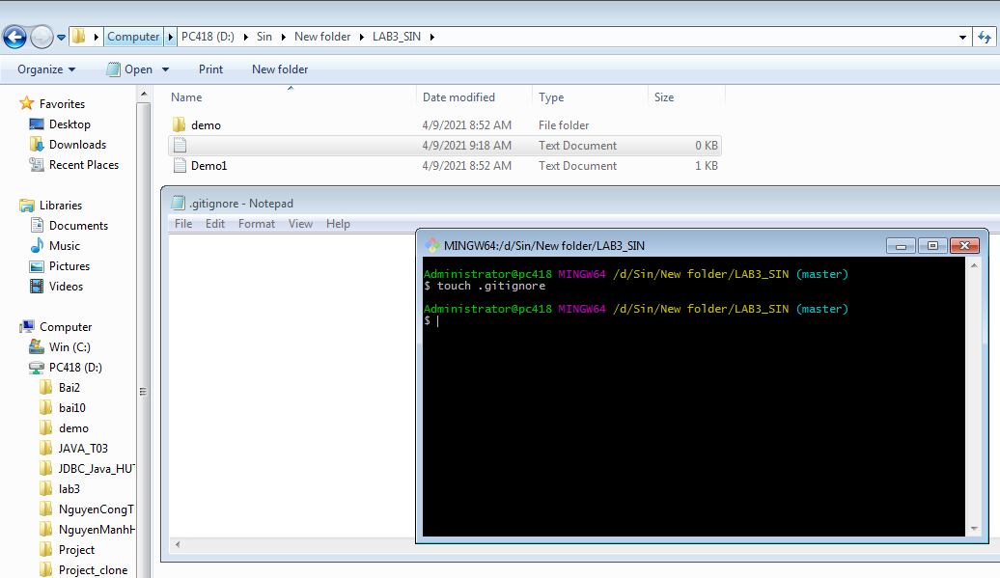 Computer PC418 (D:) Sin New folder LAB3_SIN
Organize Open Print New folder
Favorites
Desktop
Downloads
Recent Places
Libraries
Documents
Music
Pictures
Videos
Computer
Win (C:)
PC418 (D:)
Bai2
bai10
demo
JAVA_T03
JDBC_Java_HUT
lab3
NguyenCongT
NguyenManhH
Project
Project_clone
Name Date modified Type Size
demo 4/9/2021 8:52 AM File folder
4/9/2021 9:18 AM Text Document 0 KB
Demo1 4/9/2021 8:52 AM Text Document 1 KB
.gitignore - Notepad
File Edit Format View Help
MINGW64:/d/Sin/New folder/LAB3_SIN
Administrator@pc418 MINGW64 /d/Sin/New folder/LAB3_SIN (master)
$ touch .gitignore
Administrator@pc418 MINGW64 /d/Sin/New folder/LAB3_SIN (master)
$